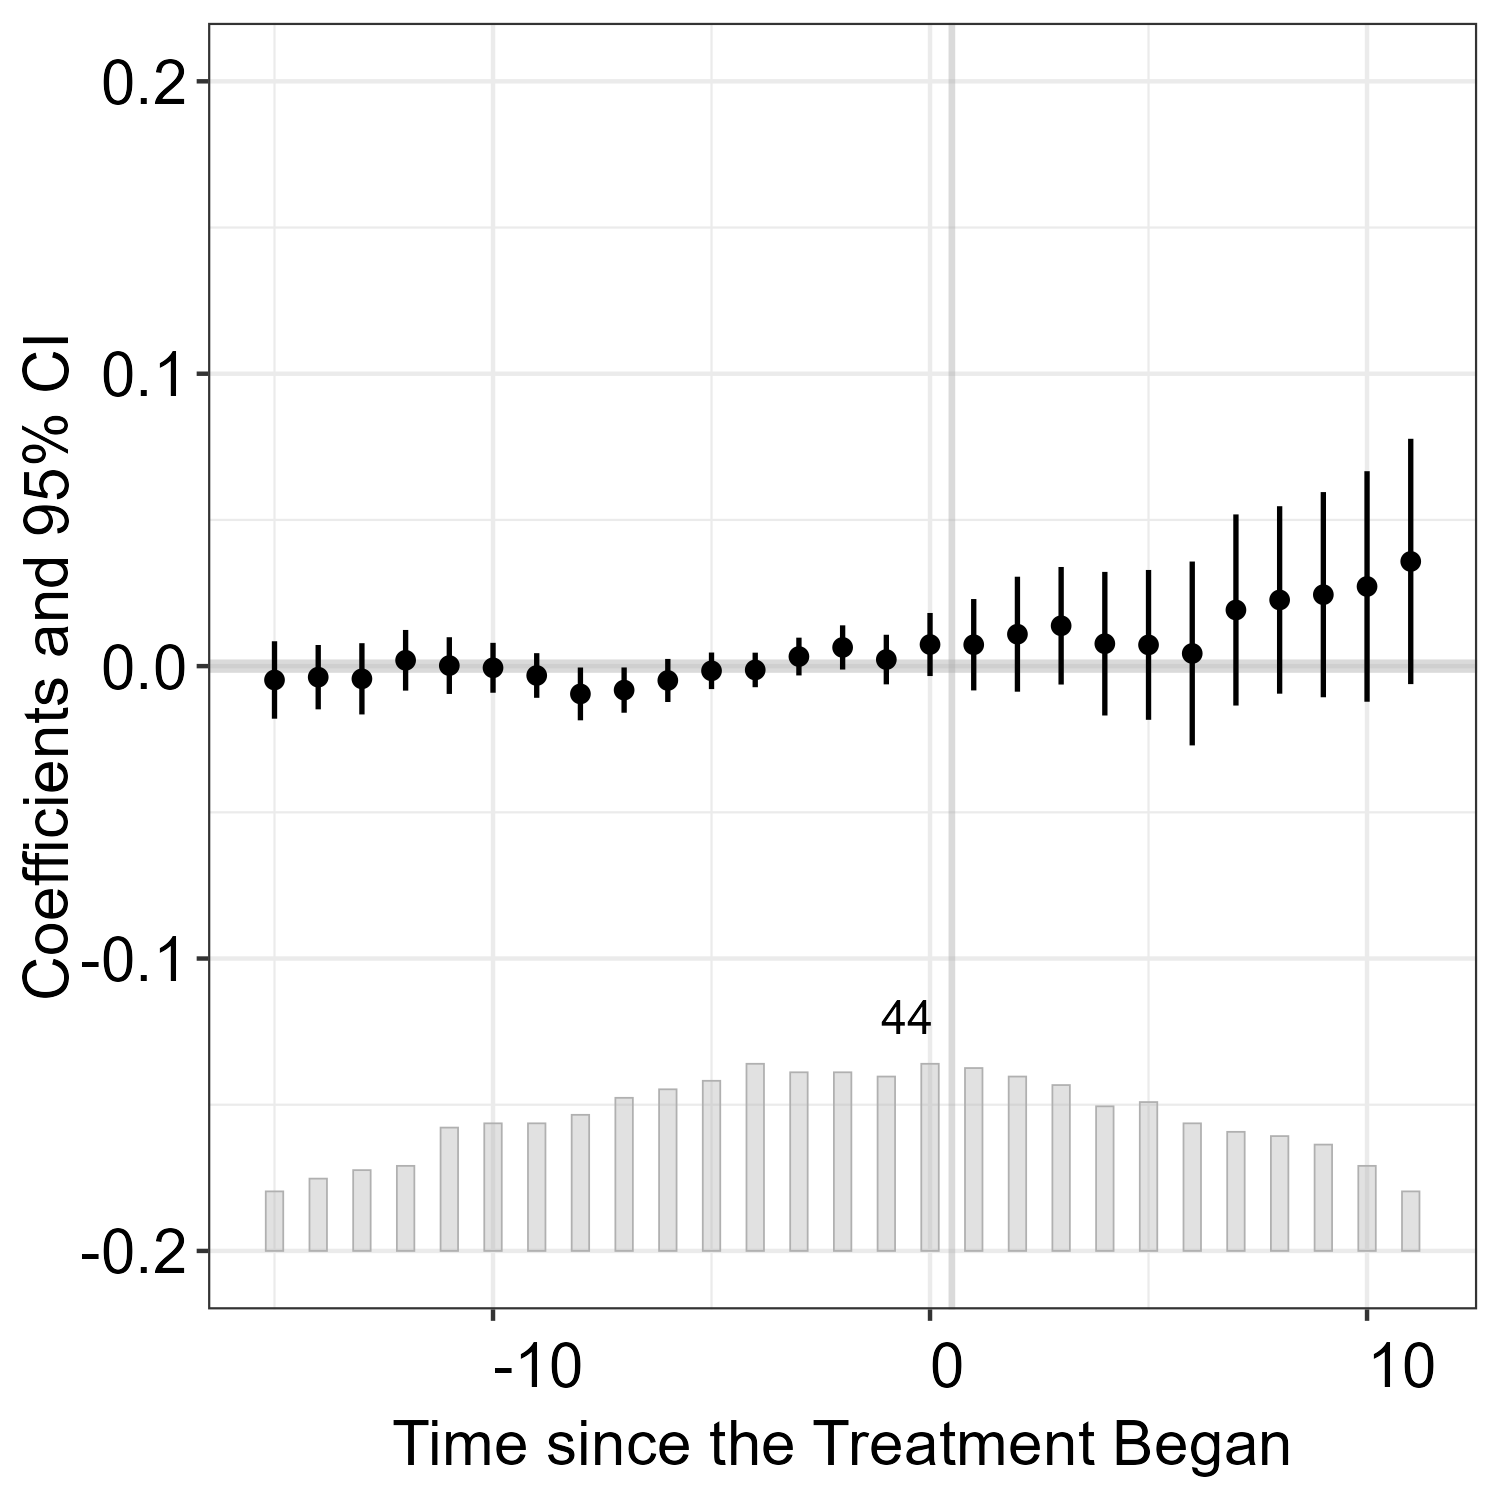 Coefficients and 95% CI
0.2
0.1
0.0
-0.1
-0.2
44
-10 0 10
Time since the Treatment Began